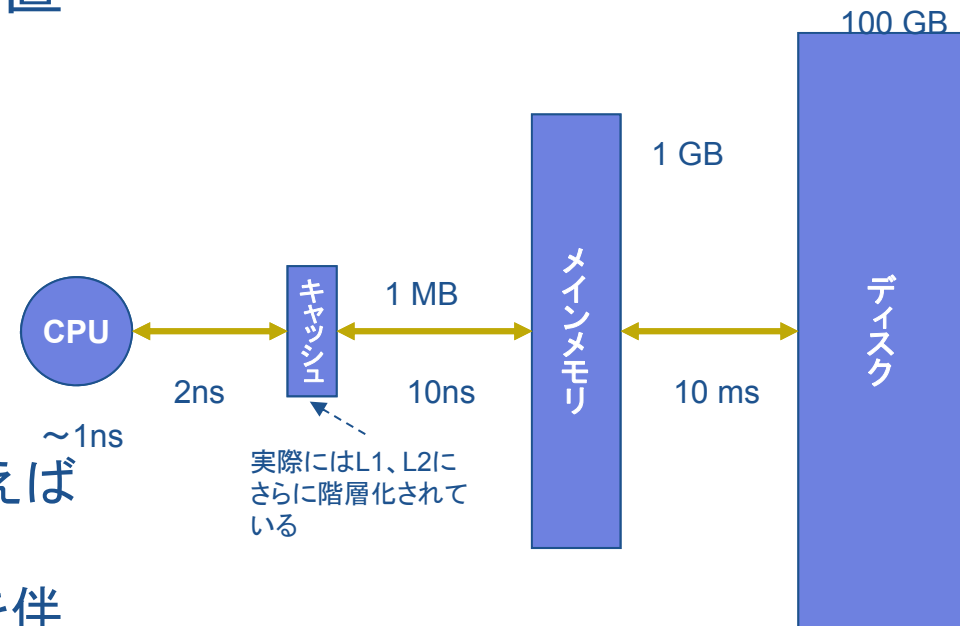 置
100 GB
1 GB
メインメモリ
ディスク
キャッシュ
1 MB
CPU
2ns
10ns
10 ms
～1ns
えば
実際にはL1、L2に
さらに階層化されて
いる
伴